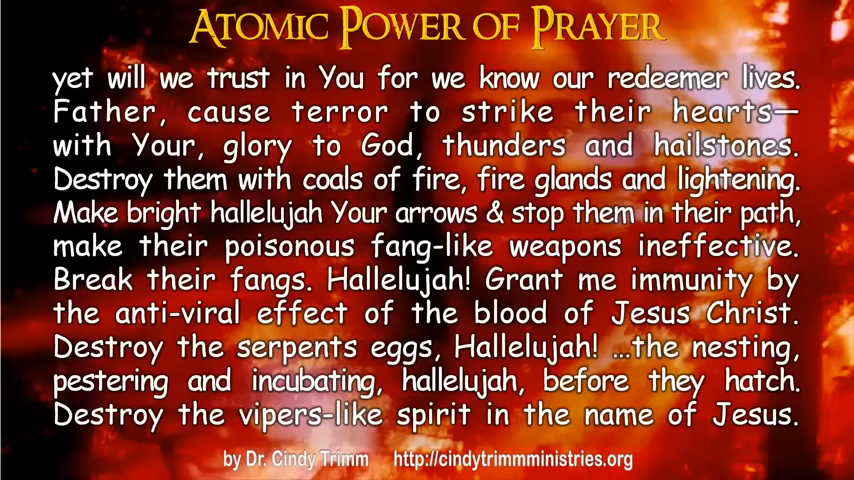 ATOMIC POWER OF PRAYER
yet will we trust in You for we know our redeemer lives.
Father, cause terror to strike their hearts—
with Your, glory to God, thunders and hailstones.
Destroy them with coals of fire, fire glands and lightening.
Make bright hallelujah Your arrows & stop them in their path,
make their poisonous fang-like weapons ineffective.
Break their fangs. Hallelujah! Grant me immunity by
the anti-viral effect of the blood of Jesus Christ.
Destroy the serpents eggs, Hallelujah! ...the nesting,
pestering and incubating, hallelujah, before they hatch.
Destroy the vipers-like spirit in the name of Jesus.
by Dr. Cindy Trimm http://cindytrimmministries.org